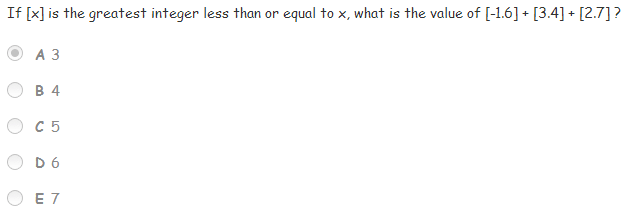 If [x] is the greatest integer less than or equal to x, what is the value of [-1.6] + [3.4] + [2.7] ?
A 3
B 4
C 5
D 6
E 7